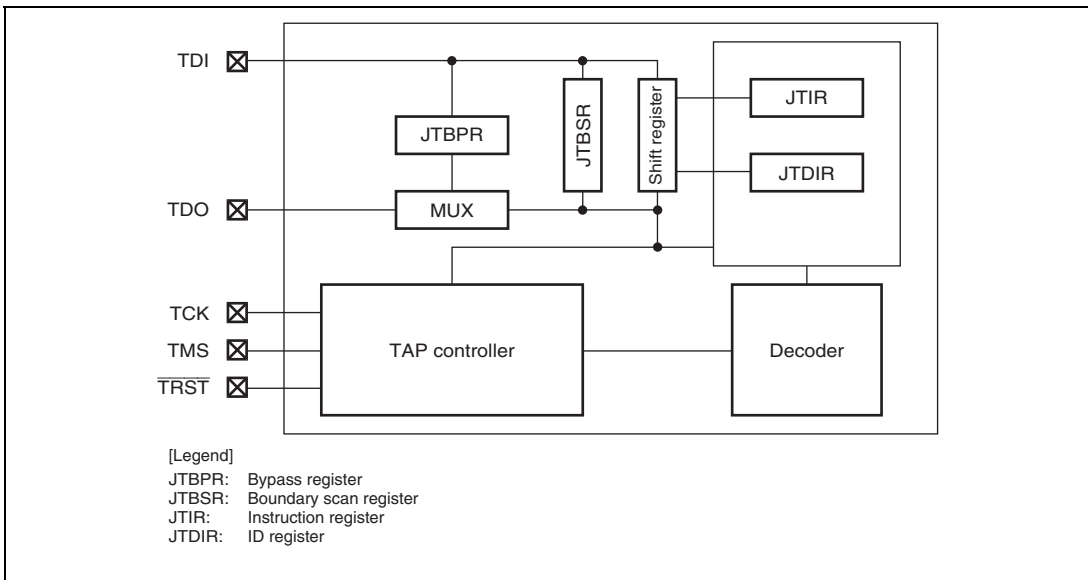 TDI
JTBPR
JTBSR
Shift register
JTIR
JTDIR
TDO
MUX
TCK
TMS
TRST
TAP controller
Decoder
[Legend]
JTBPR: Bypass register
JTBSR: Boundary scan register
JTIR: Instruction register
JTDIR: ID register